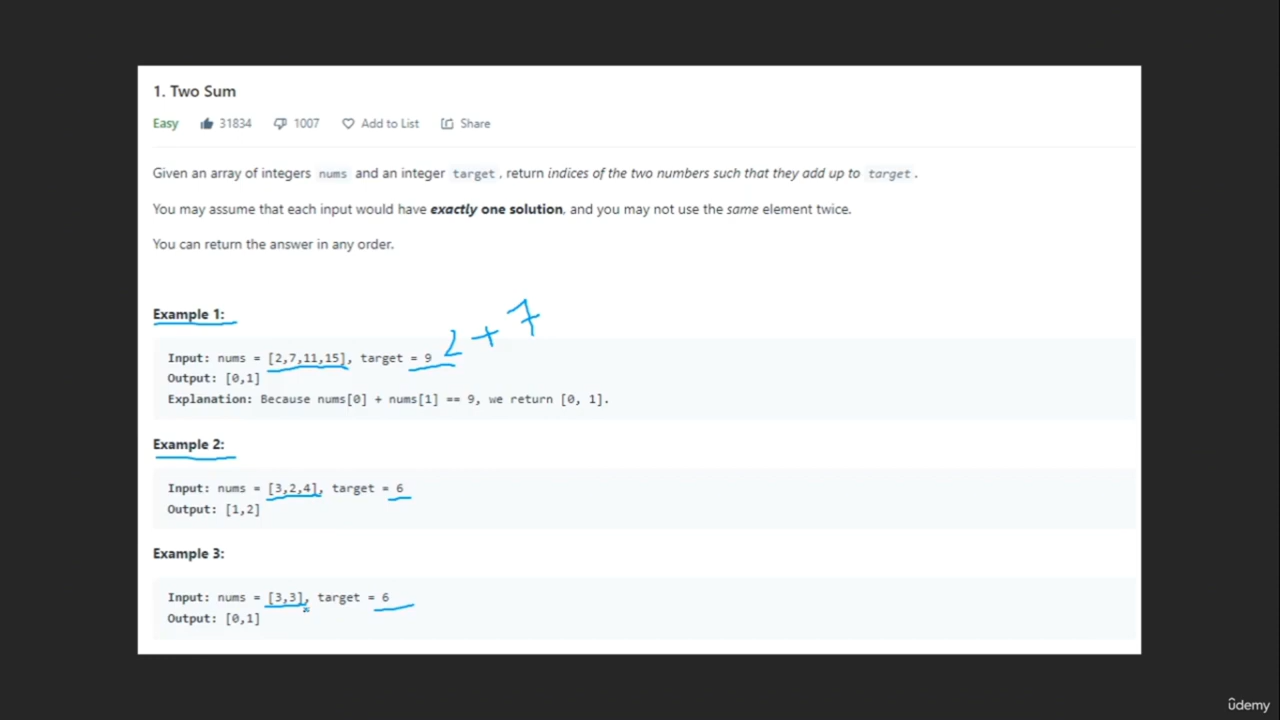 1. Two Sum
Easy 31834 1007 Add to List Share
Given an array of integers nums and an integer target, return indices of the two numbers such that they add up to target.
You may assume that each input would have exactly one solution, and you may not use the same element twice.
You can return the answer in any order.
Example 1:
2 + 7
Input: nums = [2,7,11,15], target = 9
Output: [0,1]
Explanation: Because nums[0] + nums[1] == 9, we return [0, 1].
Example 2:
Input: nums = [3,2,4], target = 6
Output: [1,2]
Example 3:
Input: nums = [3,3], target = 6
Output: [0,1]
ûdemy